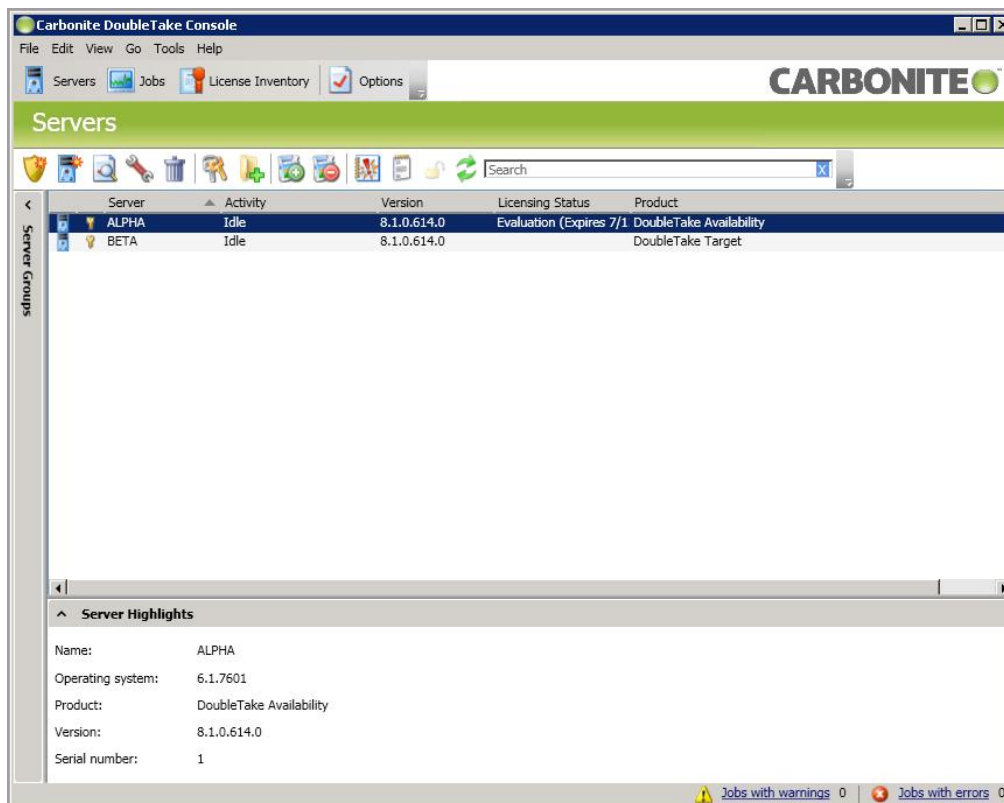 Carbonite DoubleTake Console
File Edit View Go Tools Help
Servers Jobs License Inventory Options
CARBONITE
Servers
Search
Server Activity Version Licensing Status Product
ALPHA Idle 8.1.0.614.0 Evaluation (Expires 7/1 DoubleTake Availability
BETA Idle 8.1.0.614.0 DoubleTake Target
Server Groups
Server Highlights
Name: ALPHA
Operating system: 6.1.7601
Product: DoubleTake Availability
Version: 8.1.0.614.0
Serial number: 1
Jobs with warnings 0 Jobs with errors 0